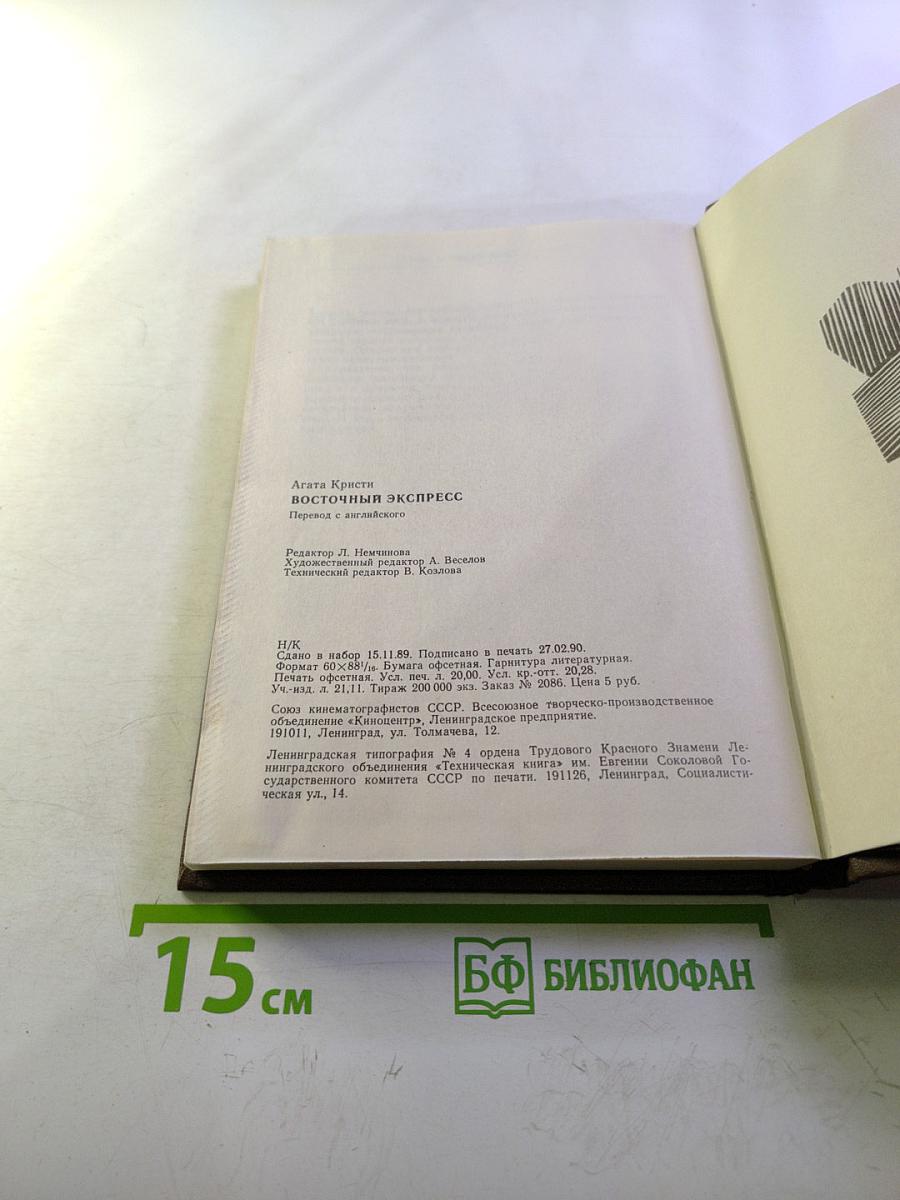 Агата Кристи
ВОСТОЧНЫЙ ЭКСПРЕСС
Перевод с английского
Редактор Л. Немчинова
Художественный редактор А. Веселов
Технический редактор В. Козлова
Н/К
Сдано в набор 15.11.89. Подписано в печать 27.02.90.
Формат 60×88¹/₁₆. Бумага офсетная. Гарнитура литературная.
Печать офсетная. Усл. печ. л. 20,00. Усл. кр.-отт. 20,28.
Уч.-изд. л. 21,11. Тираж 200 000 экз. Заказ № 2086. Цена 5 руб.
Союз кинематографистов СССР. Всесоюзное творческо-производственное
объединение «Киноцентр», Ленинградское предприятие.
191011, Ленинград, ул. Толмачева, 12.
Ленинградская типография № 4 ордена Трудового Красного Знамени Ле-
нинградского объединения «Техническая книга» им. Евгении Соколовой Го-
сударственного комитета СССР по печати. 191126, Ленинград, Социалисти-
ческая ул., 14.
15 см
БФ БИБЛИОФАН